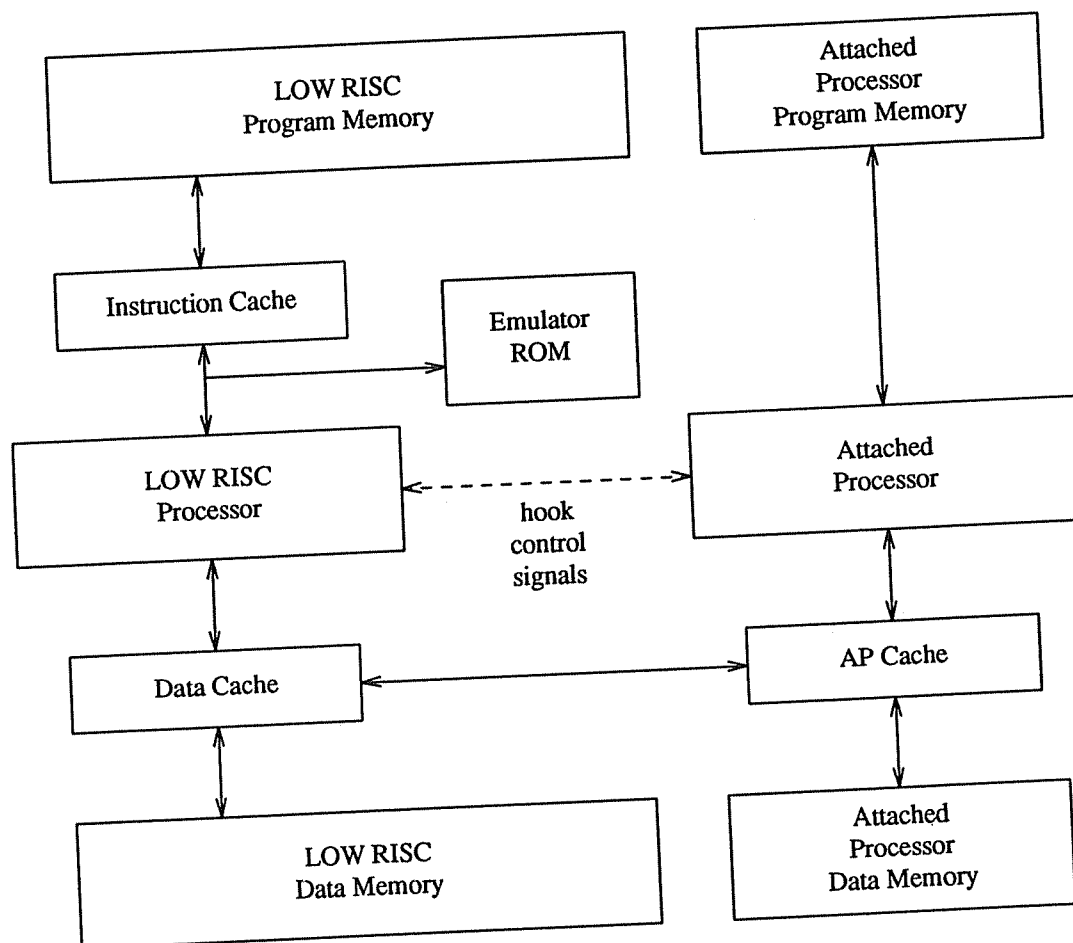 LOW RISC
Program Memory
Attached
Processor
Program Memory
Instruction Cache
Emulator
ROM
LOW RISC
Processor
hook
control
signals
Attached
Processor
Data Cache
AP Cache
LOW RISC
Data Memory
Attached
Processor
Data Memory